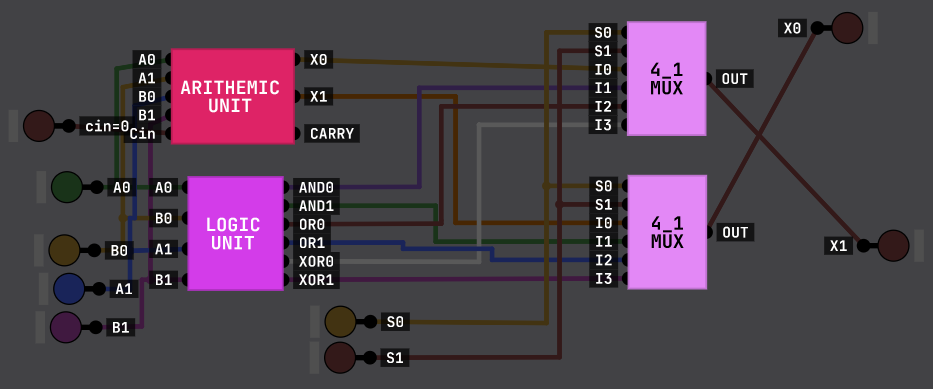 A0
A1
B0
B1
cin=0
Cin
ARITHEMIC
UNIT
X0
X1
CARRY
A0
B0
A1
B1
A0
B0
A1
B1
LOGIC
UNIT
AND0
AND1
OR0
OR1
XOR0
XOR1
S0
S1
S0
S1
I0
I1
I2
I3
4_1
MUX
OUT
S0
S1
I0
I1
I2
I3
4_1
MUX
OUT
X0
X1